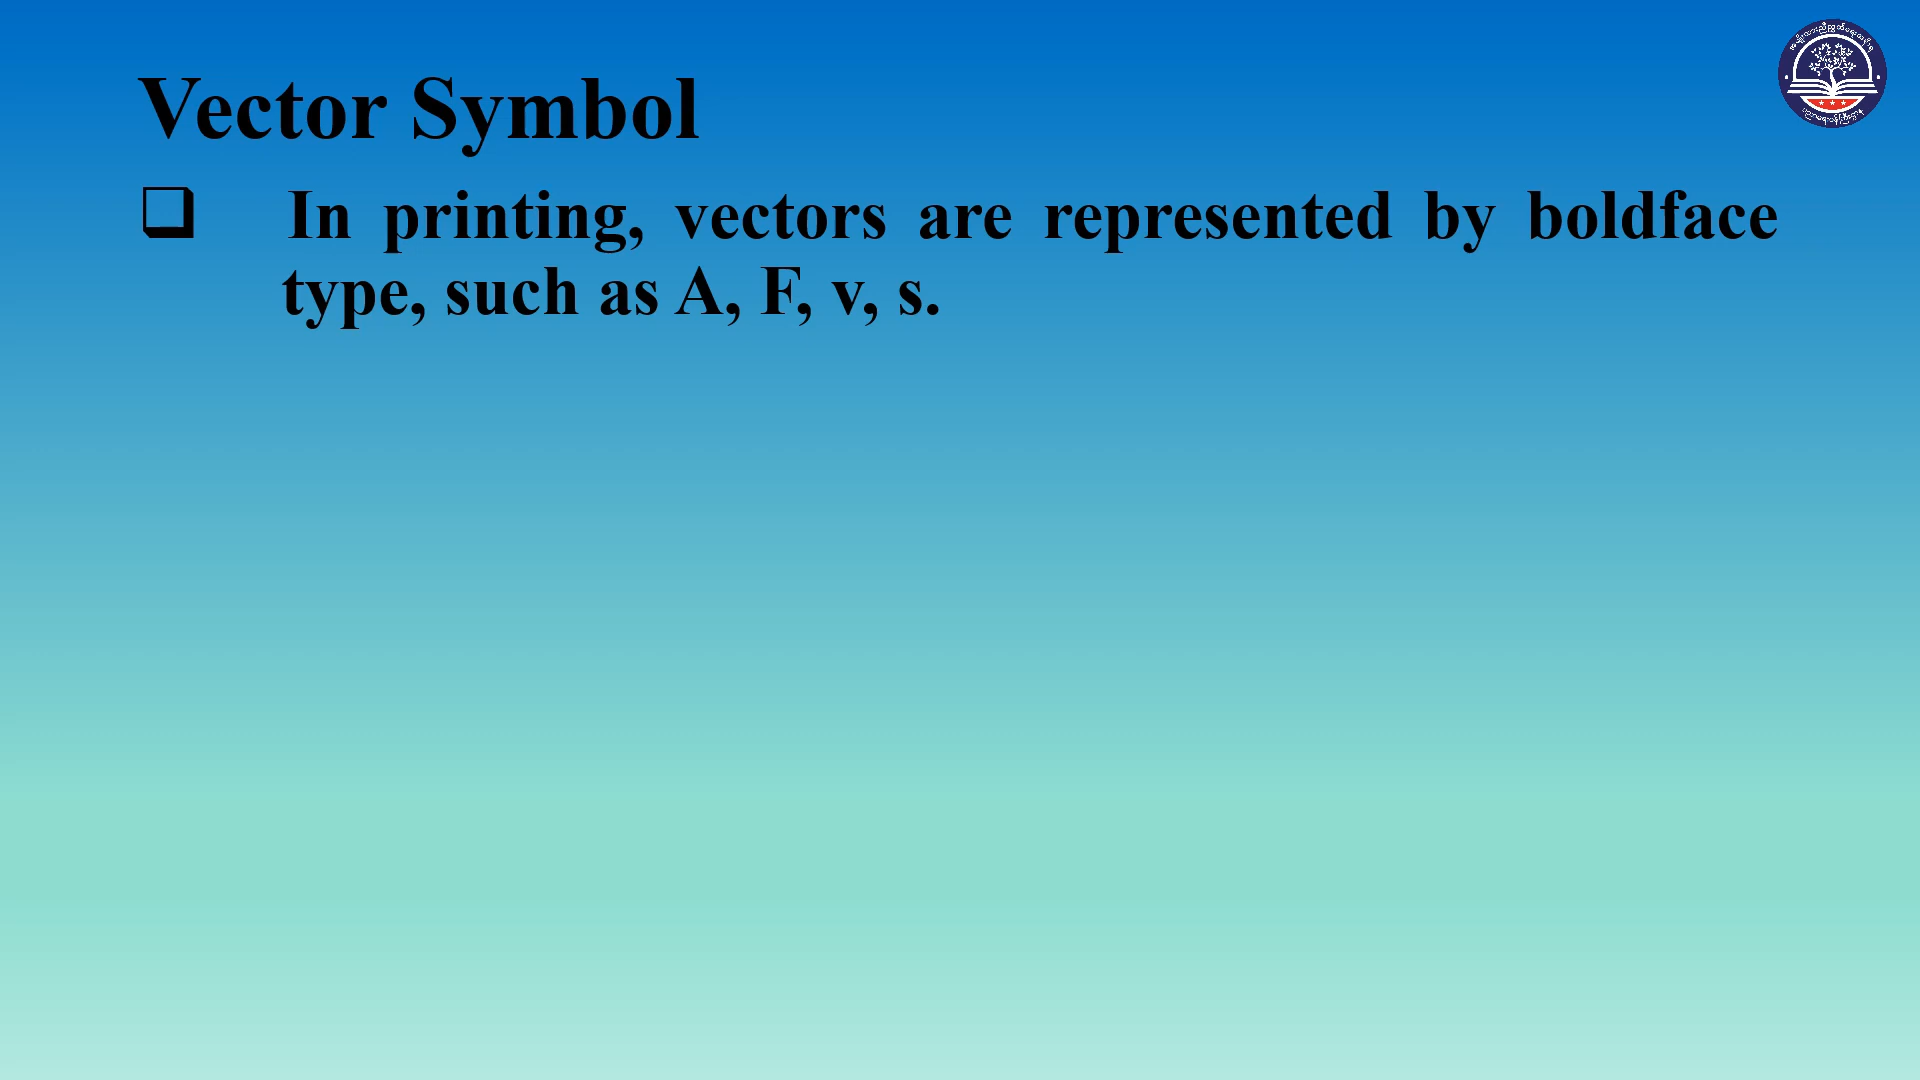 Vector Symbol
In printing, vectors are represented by boldface
type, such as A, F, v, s.